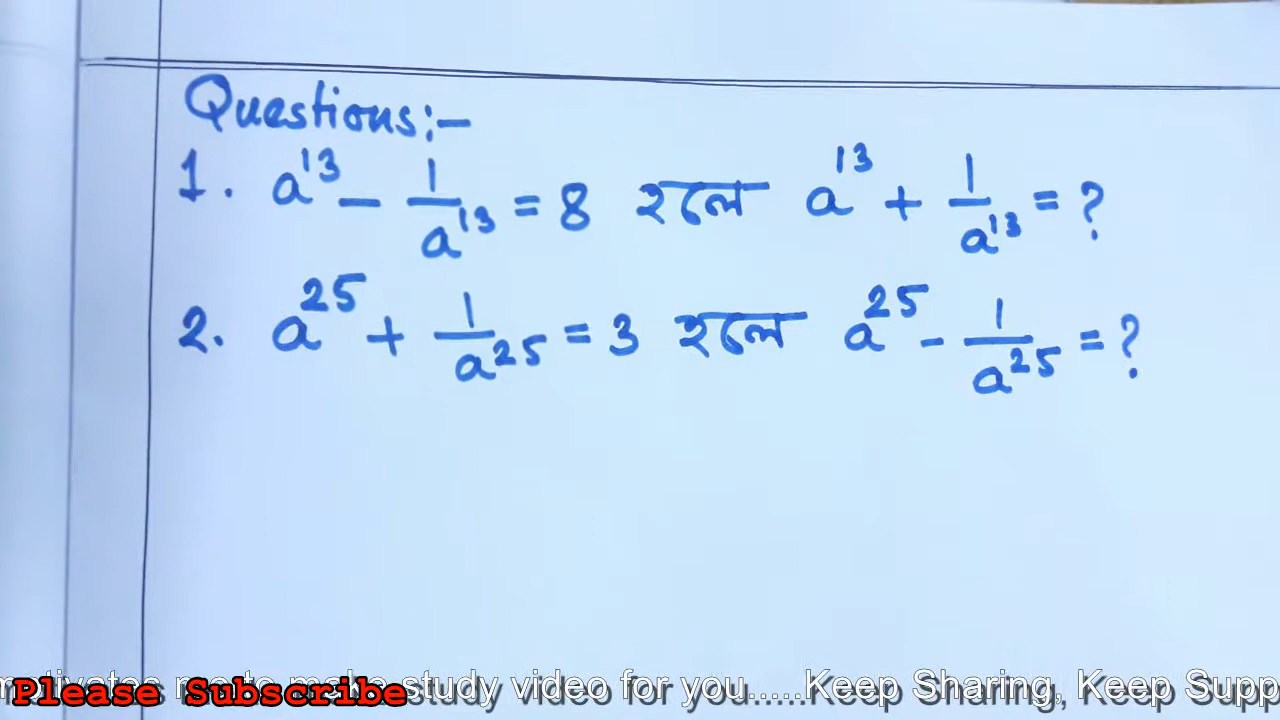 Questions:-
1. a¹³ - 1/a¹³ = 8 হলে a¹³ + 1/a¹³ = ?
2. a²⁵ + 1/a²⁵ = 3 হলে a²⁵ - 1/a²⁵ = ?
study video for you.....Keep Sharing, Keep
Please Subscribe